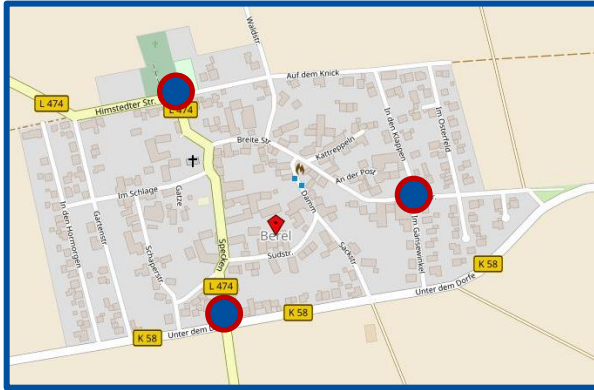 Waldstr
Auf dem Knick
L 474
Himstedter Str.
L 474
In den Klappen
Im Osterfeld
Breite Str
Kattreppeln
An der Post
Im Schlage
Gatze
Damm
In den Hormorgen
Gartenstr
Schäperstr
Specken
Berel
Südstr.
Sackstr
Im Gänsewinkel
K 58
L 474
Unter dem Dorfe
K 58
K 58
Unter dem